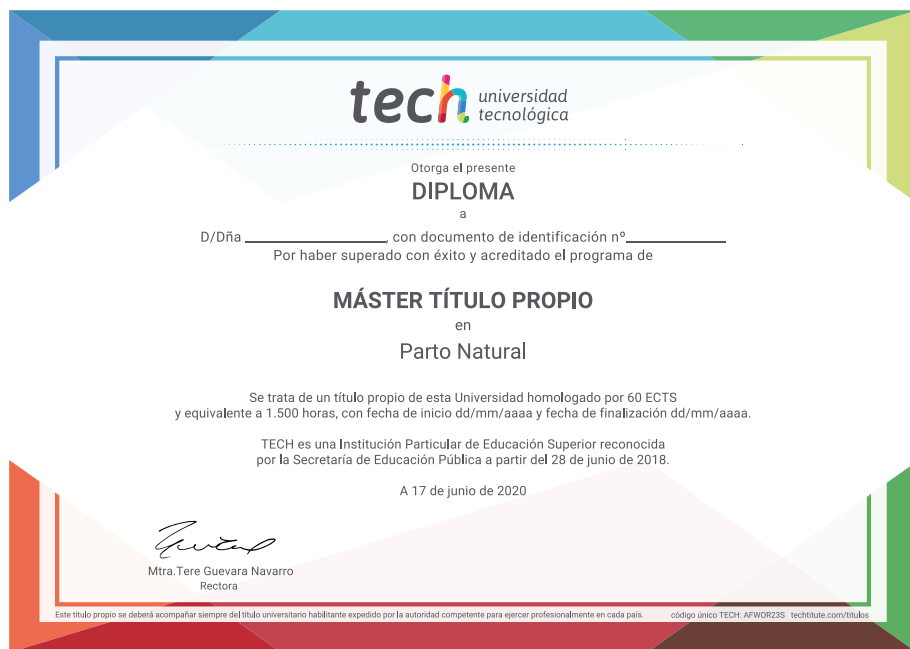 tech universidad
tecnológica
Otorga el presente
DIPLOMA
a
D/Dña , con documento de identificación nº
Por haber superado con éxito y acreditado el programa de
MÁSTER TÍTULO PROPIO
en
Parto Natural
Se trata de un título propio de esta Universidad homologado por 60 ECTS
y equivalente a 1.500 horas, con fecha de inicio dd/mm/aaaa y fecha de finalización dd/mm/aaaa.
TECH es una Institución Particular de Educación Superior reconocida
por la Secretaría de Educación Pública a partir del 28 de junio de 2018.
A 17 de junio de 2020
Mtra.Tere Guevara Navarro
Rectora
Este título propio se deberá acompañar siempre del título universitario habilitante expedido por la autoridad competente para ejercer profesionalmente en cada país. código único TECH: AFWOR23S techtitute.com/titulos